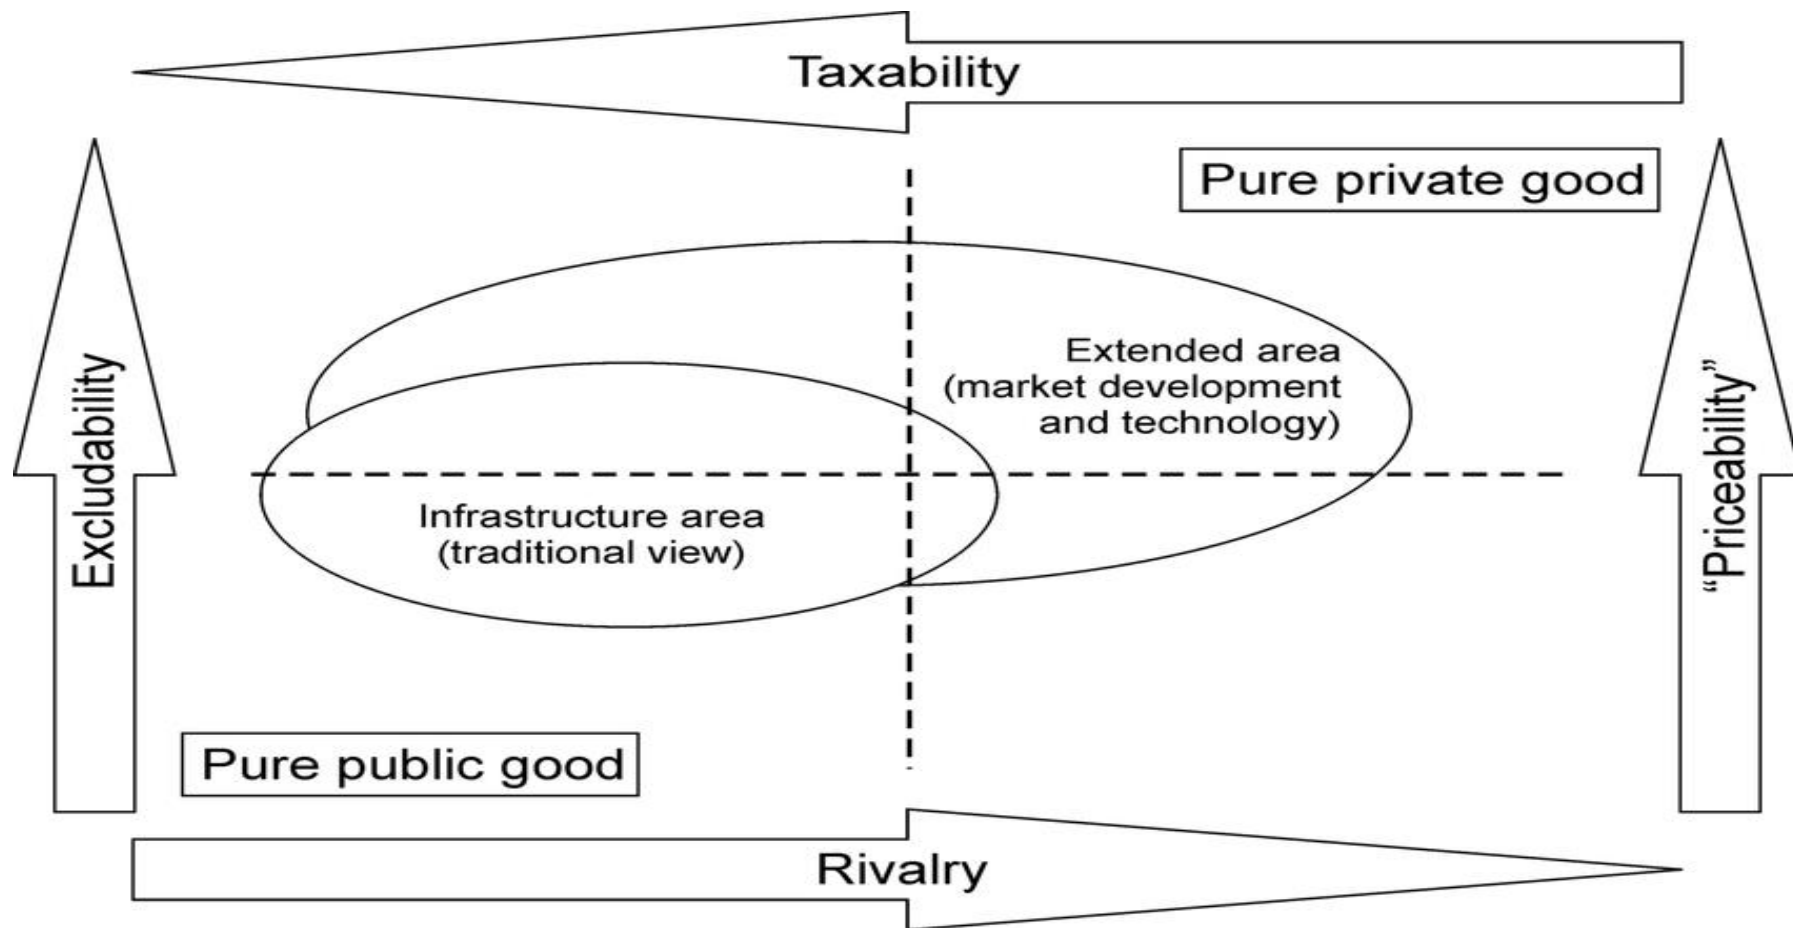 Taxability
Pure private good
Extended area
(market development
and technology)
Excludability
"Priceability"
Infrastructure area
(traditional view)
Pure public good
Rivalry